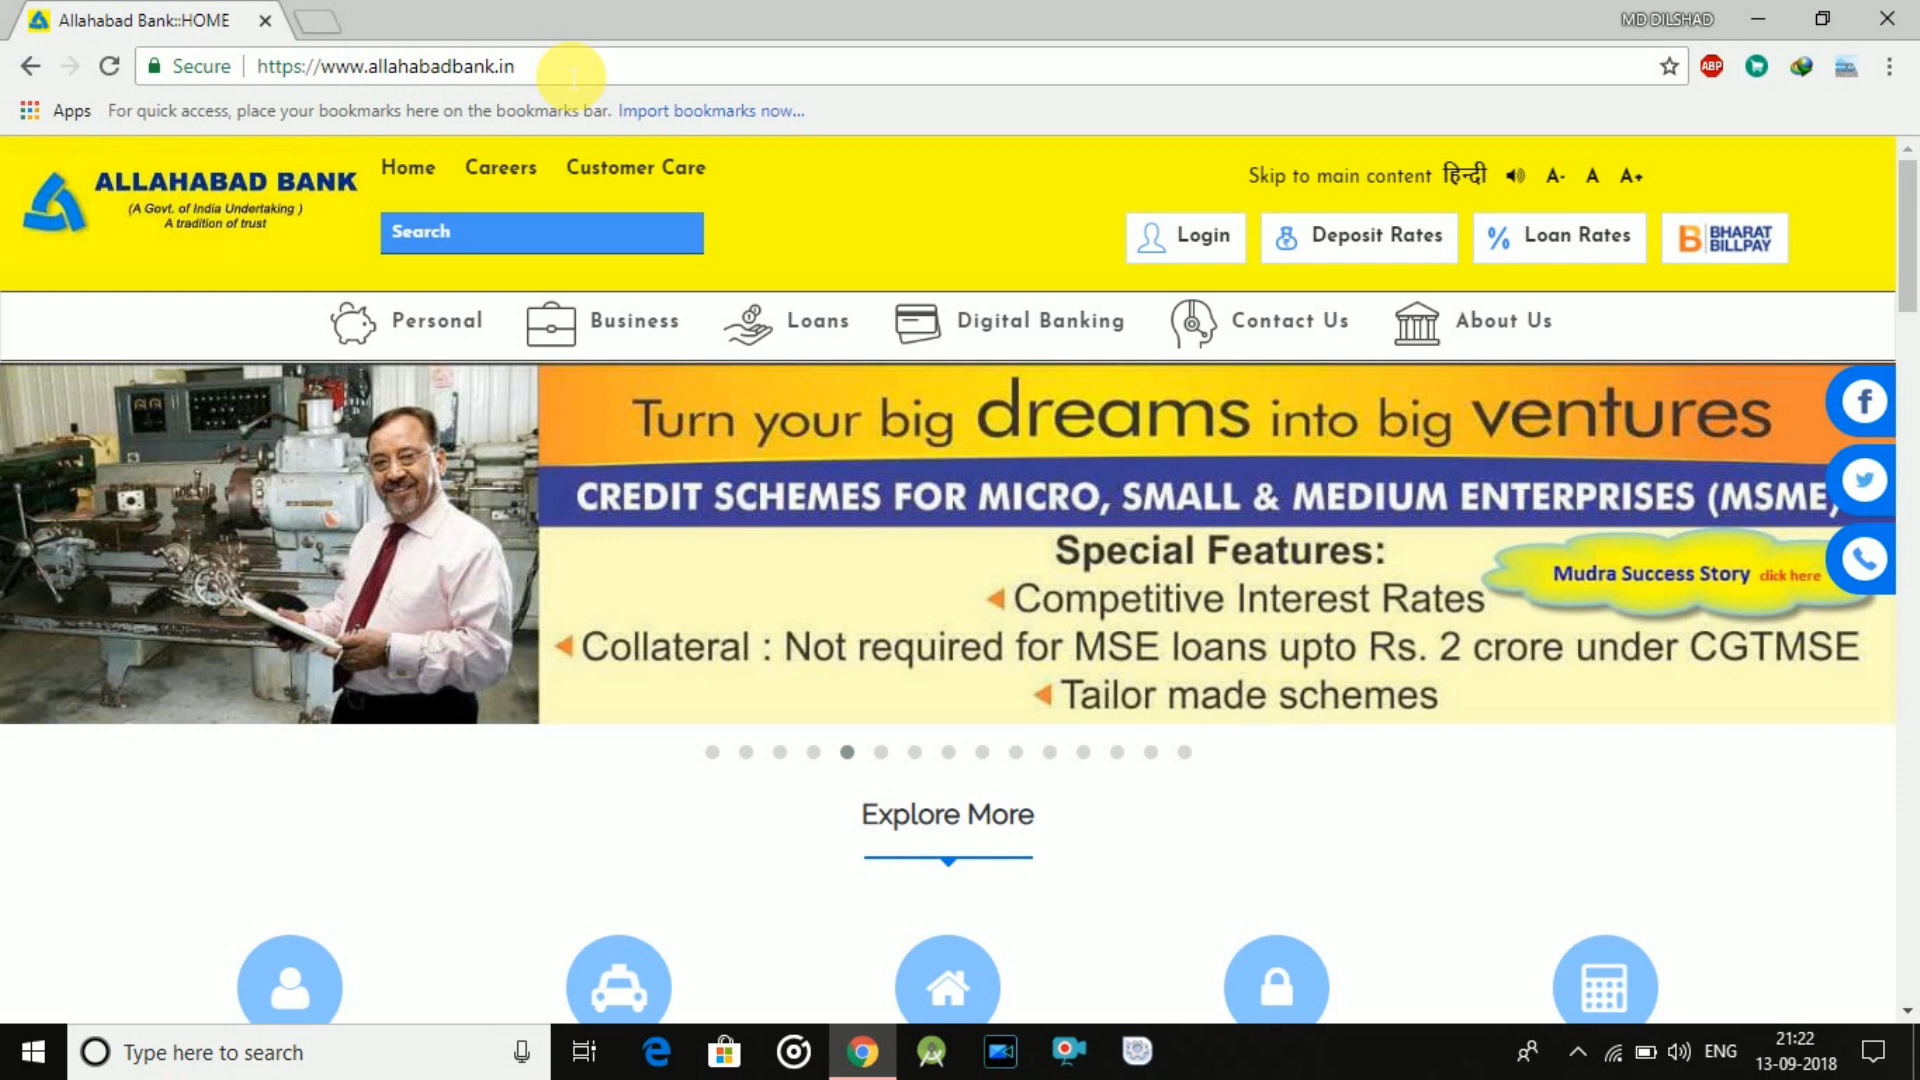 Allahabad Bank::HOME
MD DILSHAD
Secure https://www.allahabadbank.in
ABP
Apps For quick access, place your bookmarks here on the bookmarks bar. Import bookmarks now...
ALLAHABAD BANK
(A Govt. of India Undertaking )
A tradition of trust
Home Careers Customer Care
Skip to main content हिन्दी A- A A+
Search
Login Deposit Rates Loan Rates
B BHARAT
BILLPAY
Personal Business Loans Digital Banking Contact Us About Us
Turn your big dreams into big ventures
CREDIT SCHEMES FOR MICRO, SMALL & MEDIUM ENTERPRISES (MSME)
Special Features:
Mudra Success Story click here
Competitive Interest Rates
Collateral : Not required for MSE loans upto Rs. 2 crore under CGTMSE
Tailor made schemes
Explore More
Type here to search
ENG
21:22
13-09-2018